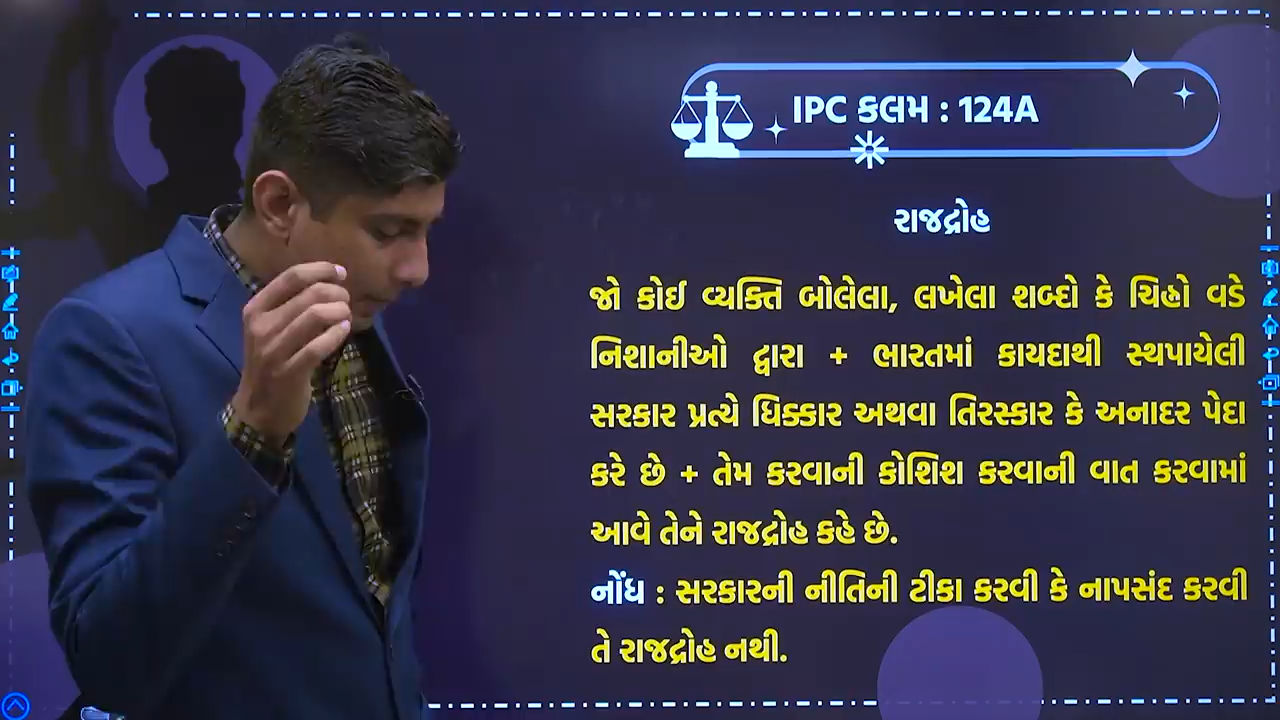 IPC કલમ : 124A
રાજદ્રોહ
જો કોઈ વ્યક્તિ બોલેલા, લખેલા શબ્દો કે ચિહ્નો વડે
નિશાનીઓ દ્વારા + ભારતમાં કાયદાથી સ્થપાયેલી
સરકાર પ્રત્યે ધિક્કાર અથવા તિરસ્કાર કે અનાદર પેદા
કરે છે + તેમ કરવાની કોશિશ કરવાની વાત કરવામાં
આવે તેને રાજદ્રોહ કહે છે.
નોંધ : સરકારની નીતિની ટીકા કરવી કે નાપસંદ કરવી
તે રાજદ્રોહ નથી.